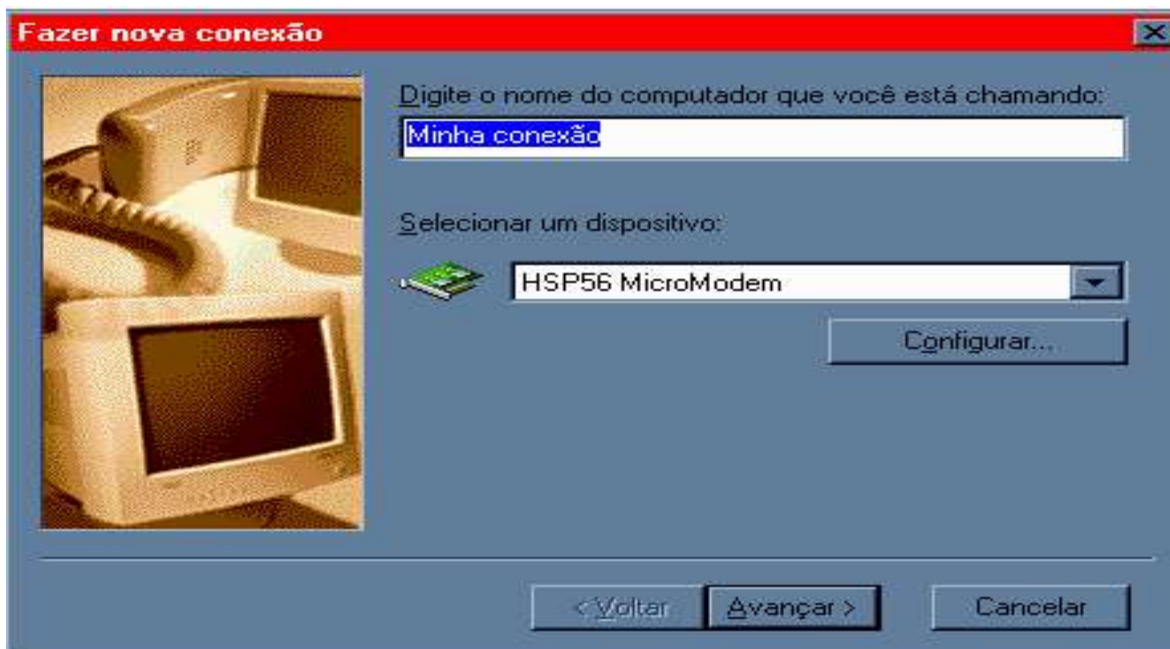 Fazer nova conexão
Digite o nome do computador que você está chamando:
Minha conexão
Selecionar um dispositivo:
HSP56 MicroModem
Configurar...
< Voltar
Avançar >
Cancelar